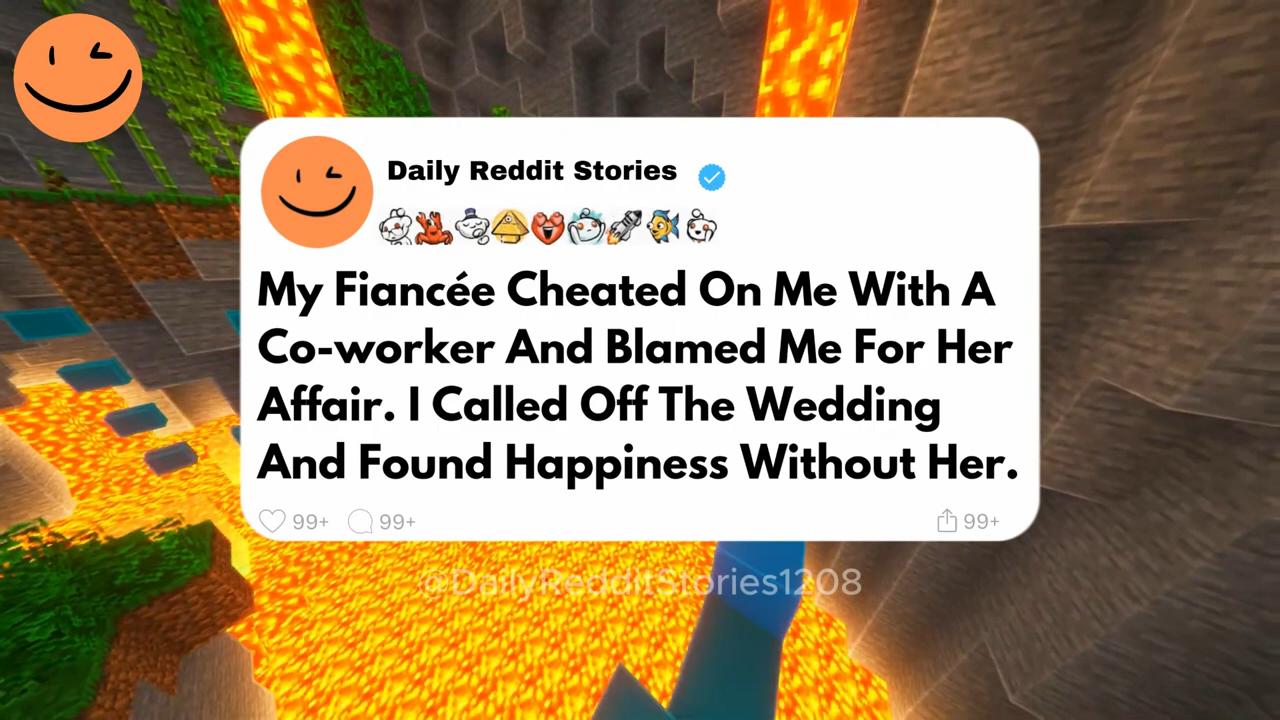 Daily Reddit Stories
My Fiancée Cheated On Me With A
Co-worker And Blamed Me For Her
Affair. I Called Off The Wedding
And Found Happiness Without Her.
99+ 99+ 99+
@DailyRedditStories1208